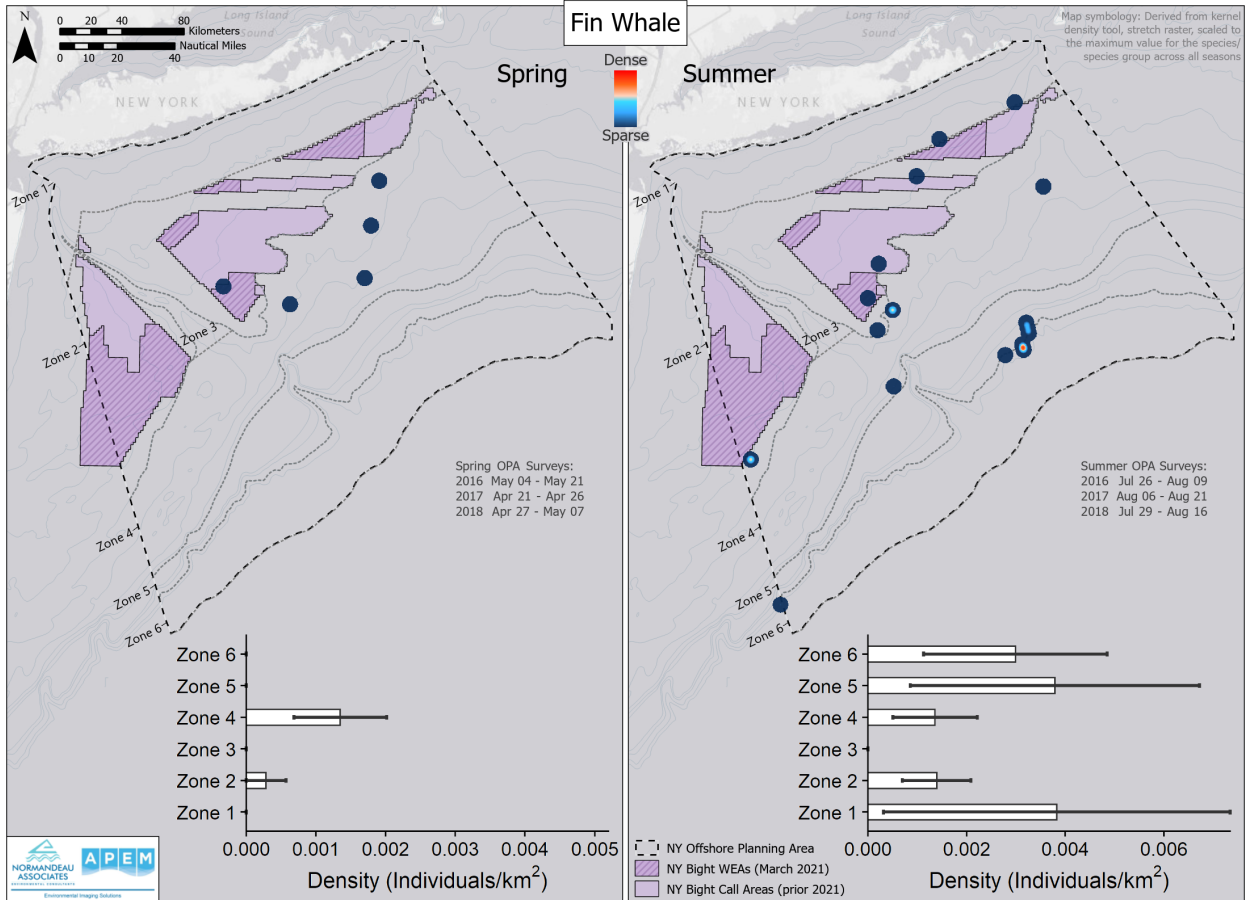 Fin Whale
N
0 20 40 80
Kilometers
Nautical Miles
0 10 20 40
Long Island
Sound
NEW YORK
Spring
Dense
Sparse
Zone 1
Zone 2
Zone 3
Zone 4
Zone 5
Zone 6
Spring OPA Surveys:
2016 May 04 - May 21
2017 Apr 21 - Apr 26
2018 Apr 27 - May 07
Zone 6
Zone 5
Zone 4
Zone 3
Zone 2
Zone 1
0.000 0.001 0.002 0.003 0.004 0.005
Density (Individuals/km²)
NORMANDEAU
ASSOCIATES
ENVIRONMENTAL CONSULTANTS
APEM
Environmental Imaging Solutions
Summer
Long Island
Sound
Map symbology: Derived from kernel
density tool, stretch raster, scaled to
the maximum value for the species/
species group across all seasons
NEW YORK
Zone 1
Zone 2
Zone 3
Zone 4
Zone 5
Zone 6
Summer OPA Surveys:
2016 Jul 26 - Aug 09
2017 Aug 06 - Aug 21
2018 Jul 29 - Aug 16
Zone 6
Zone 5
Zone 4
Zone 3
Zone 2
Zone 1
0.000 0.002 0.004 0.006
Density (Individuals/km²)
NY Offshore Planning Area
NY Bight WEAs (March 2021)
NY Bight Call Areas (prior 2021)